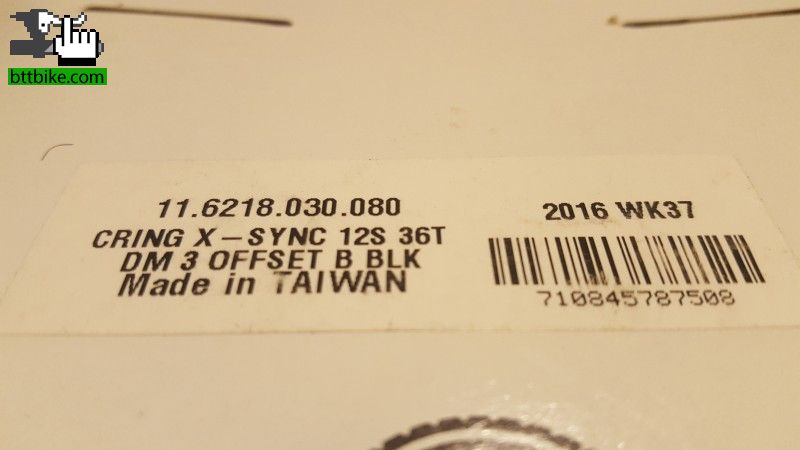 bttbike.com
11.6218.030.080
CRING X-SYNC 12S 36T
DM 3 OFFSET B BLK
Made in TAIWAN
2016 WK37
710845787508